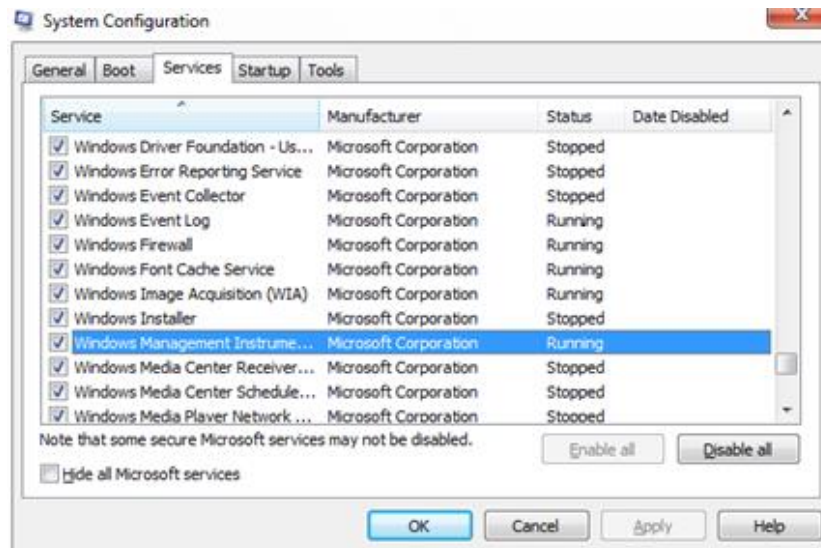 System Configuration
General Boot Services Startup Tools
Service Manufacturer Status Date Disabled
Windows Driver Foundation - Us... Microsoft Corporation Stopped
Windows Error Reporting Service Microsoft Corporation Stopped
Windows Event Collector Microsoft Corporation Stopped
Windows Event Log Microsoft Corporation Running
Windows Firewall Microsoft Corporation Running
Windows Font Cache Service Microsoft Corporation Running
Windows Image Acquisition (WIA) Microsoft Corporation Running
Windows Installer Microsoft Corporation Stopped
Windows Management Instrume... Microsoft Corporation Running
Windows Media Center Receiver... Microsoft Corporation Stopped
Windows Media Center Schedule... Microsoft Corporation Stopped
Windows Media Player Network ... Microsoft Corporation Stopped
Note that some secure Microsoft services may not be disabled.
Enable all Disable all
Hide all Microsoft services
OK Cancel Apply Help